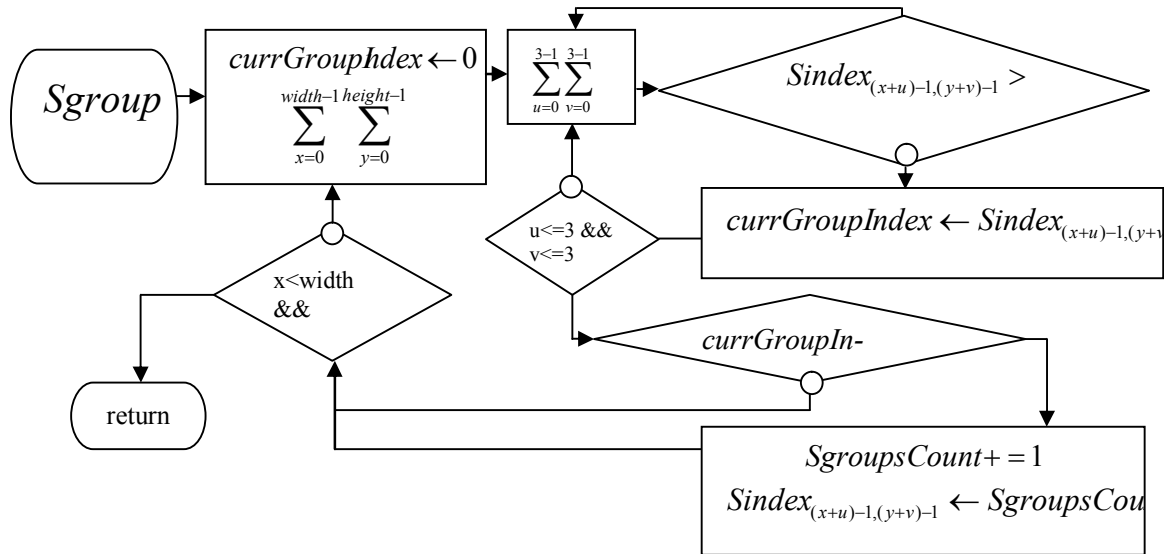 Sgroup
currGroupIndex ← 0
width−1 height−1
∑ ∑
x=0 y=0
3−1 3−1
∑ ∑
u=0 v=0
Sindex(x+u)−1,(y+v)−1 >
currGroupIndex ← Sindex(x+u)−1,(y+v
u<=3 &&
v<=3
x<width
&&
currGroupIn-
return
SgroupsCount+ = 1
Sindex(x+u)−1,(y+v)−1 ← SgroupsCou